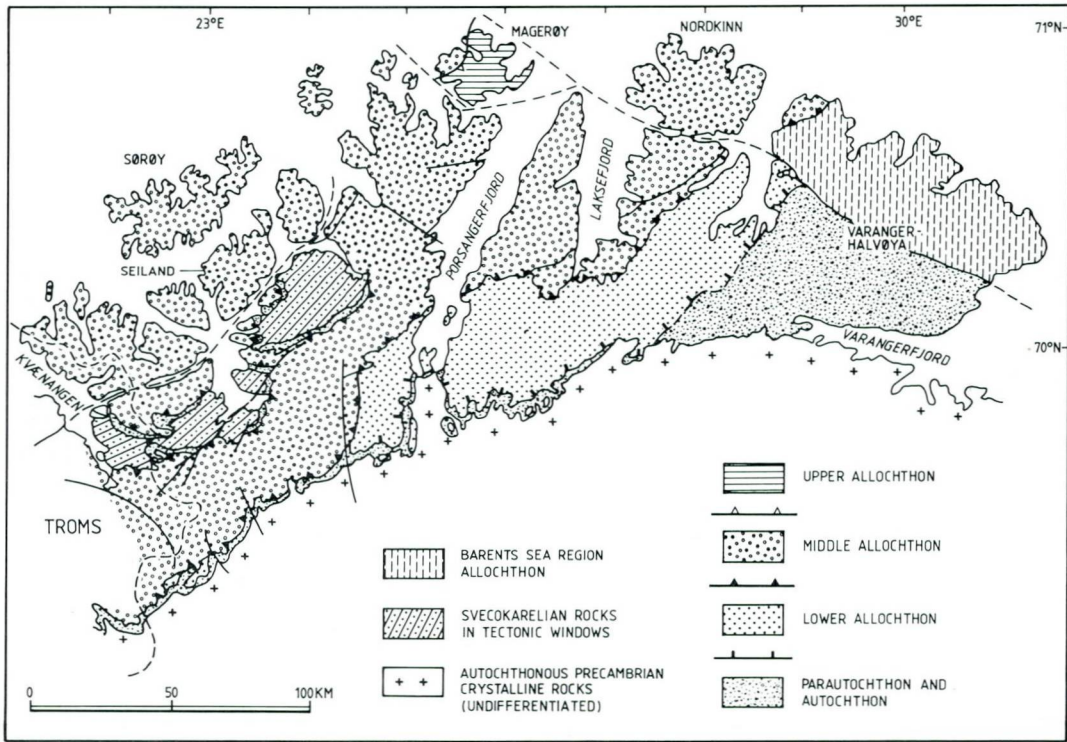 23°E
MAGERØY
NORDKINN
30°E
71°N
SØRØY
PORSANGERFJORD
LAKSEFJORD
VARANGER
HALVØYA
SEILAND
70°N
VARANGERFJORD
KVÆNANGEN
TROMS
BARENTS SEA REGION
ALLOCHTHON
SVECOKARELIAN ROCKS
IN TECTONIC WINDOWS
AUTOCHTHONOUS PRECAMBRIAN
CRYSTALLINE ROCKS
(UNDIFFERENTIATED)
UPPER ALLOCHTHON
MIDDLE ALLOCHTHON
LOWER ALLOCHTHON
PARAUTOCHTHON AND
AUTOCHTHON
0 50 100 KM